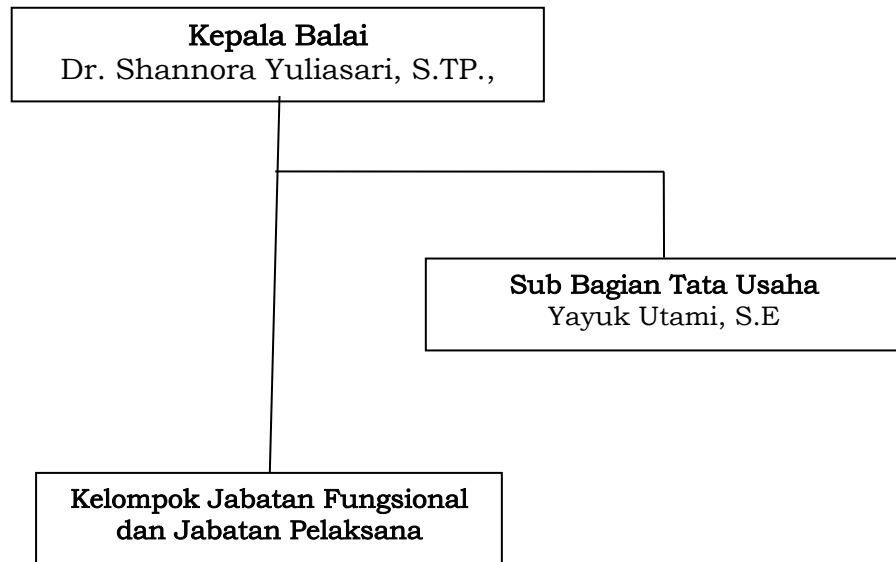 Kepala Balai
Dr. Shannora Yuliasari, S.TP.,
Sub Bagian Tata Usaha
Yayuk Utami, S.E
Kelompok Jabatan Fungsional
dan Jabatan Pelaksana